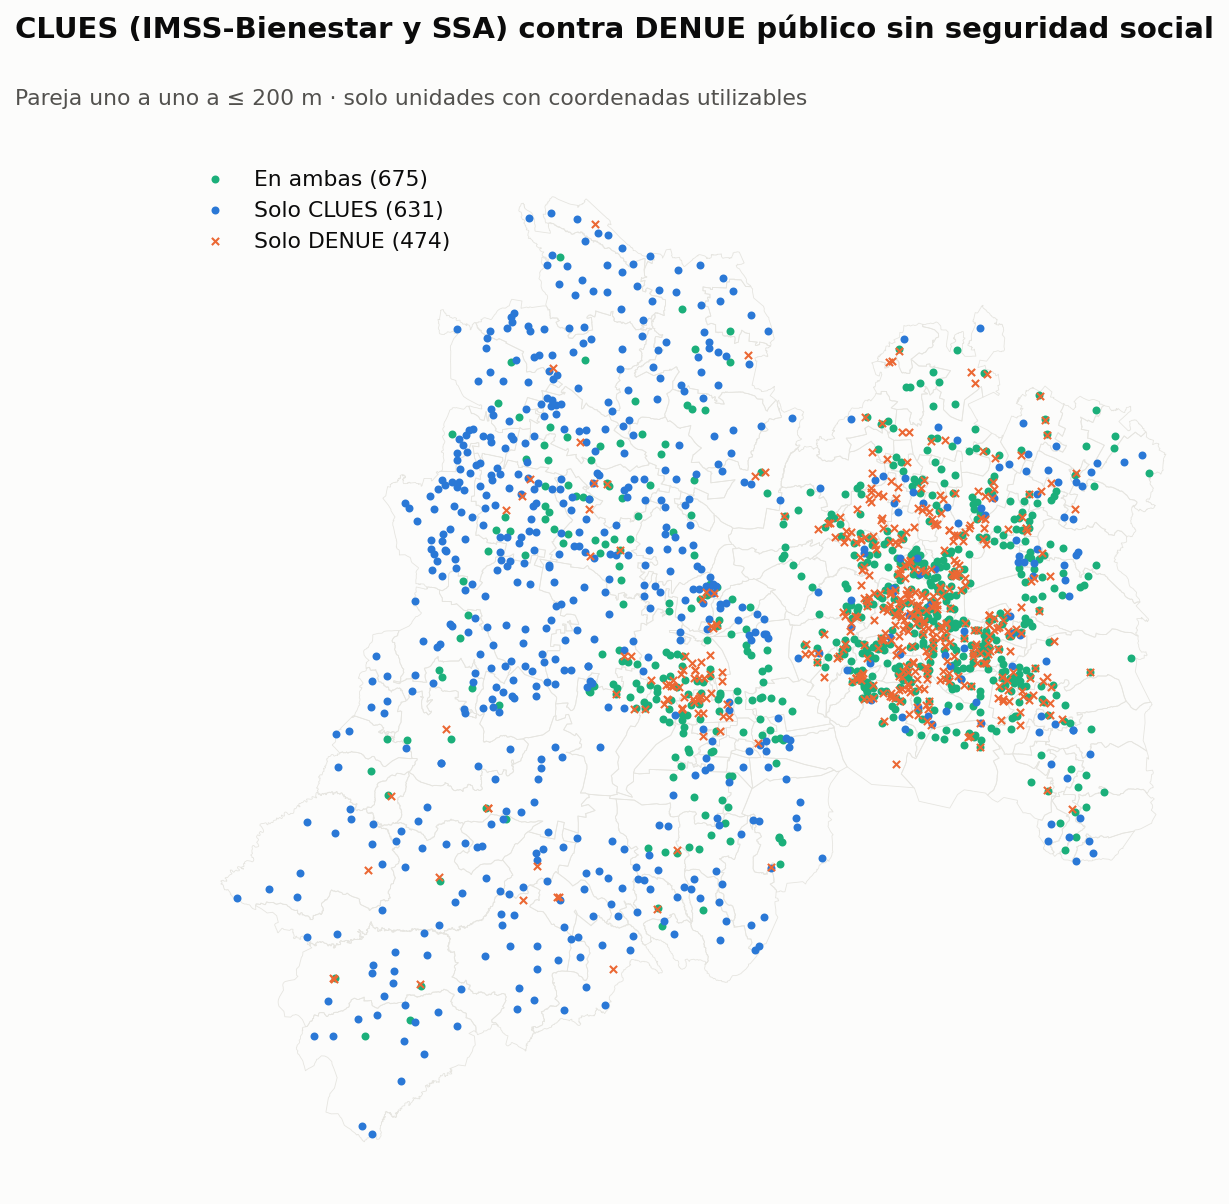 CLUES (IMSS-Bienestar y SSA) contra DENUE público sin seguridad social
Pareja uno a uno a ≤ 200 m · solo unidades con coordenadas utilizables
En ambas (675)
Solo CLUES (631)
Solo DENUE (474)